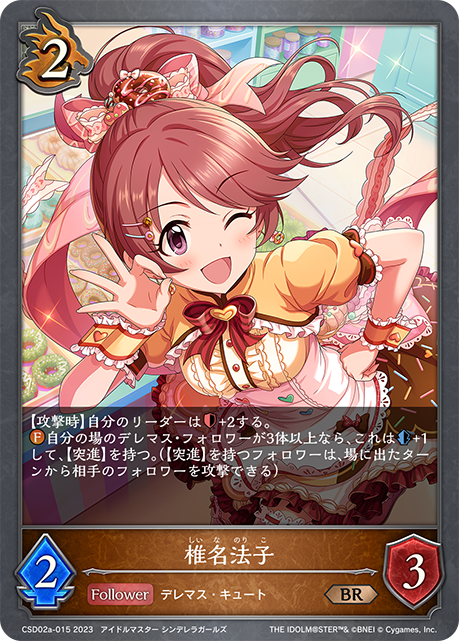 2
【攻撃時】自分のリーダーは+2する。
F 自分の場のデレマス・フォロワーが3体以上なら、これは+1
して、【突進】を持つ。(【突進】を持つフォロワーは、場に出たター
ンから相手のフォロワーを攻撃できる)
しいな のりこ
椎名法子
2
3
Follower デレマス・キュート
BR
CSD02a-015 2023 アイドルマスター シンデレラガールズ
THE IDOLM@STER™& ©BNEI © Cygames, Inc.